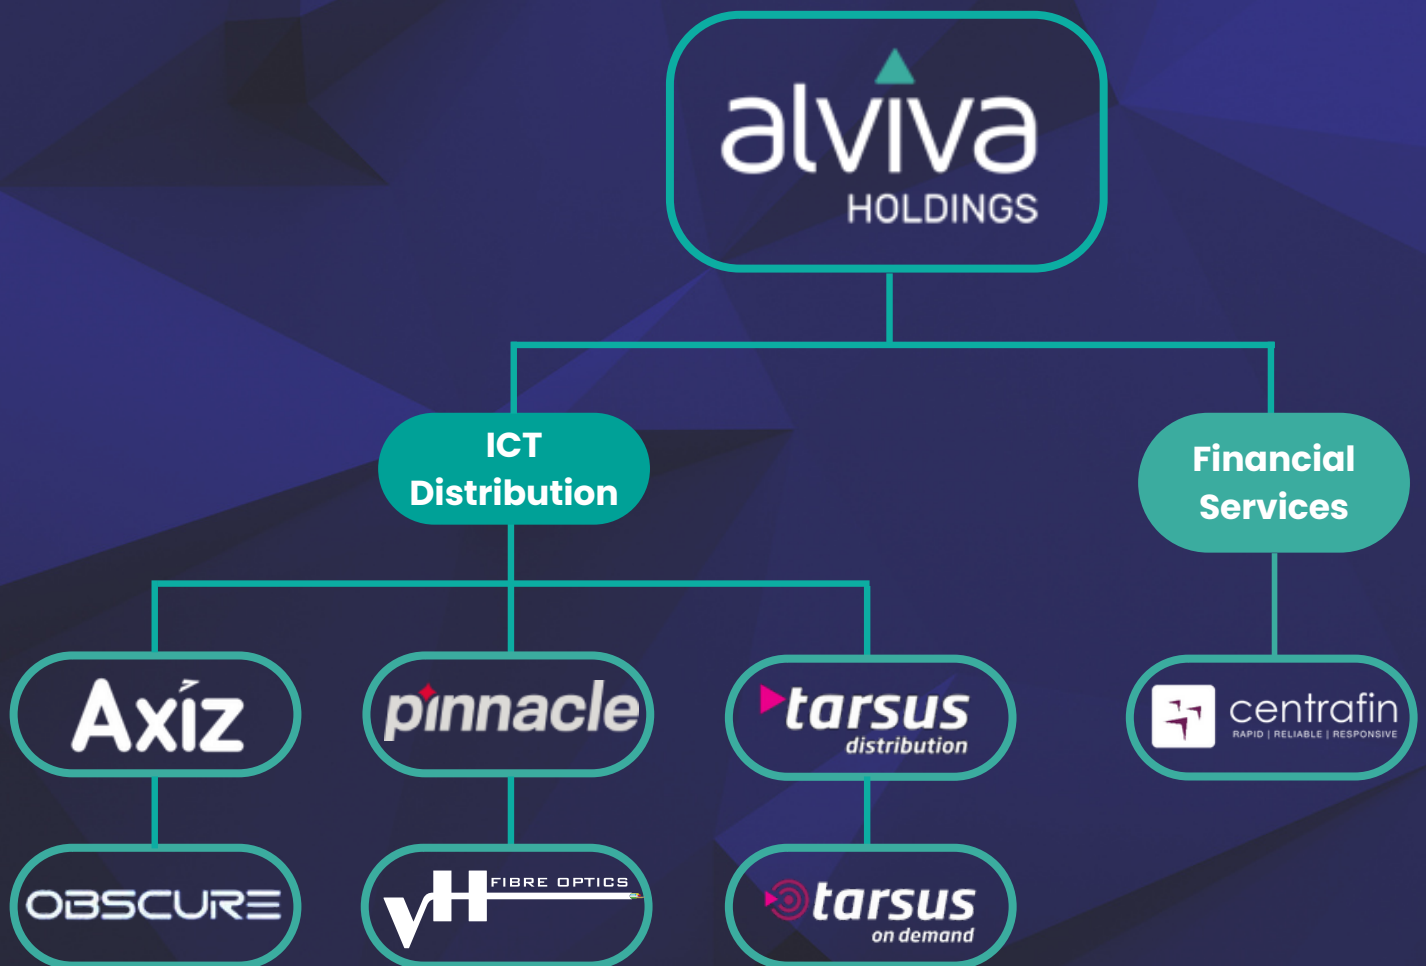 alviva
HOLDINGS
ICT
Distribution
Financial
Services
Axíz
pinnacle
tarsus
distribution
centrafin
RAPID | RELIABLE | RESPONSIVE
OBSCURE
VH FIBRE OPTICS
tarsus
on demand